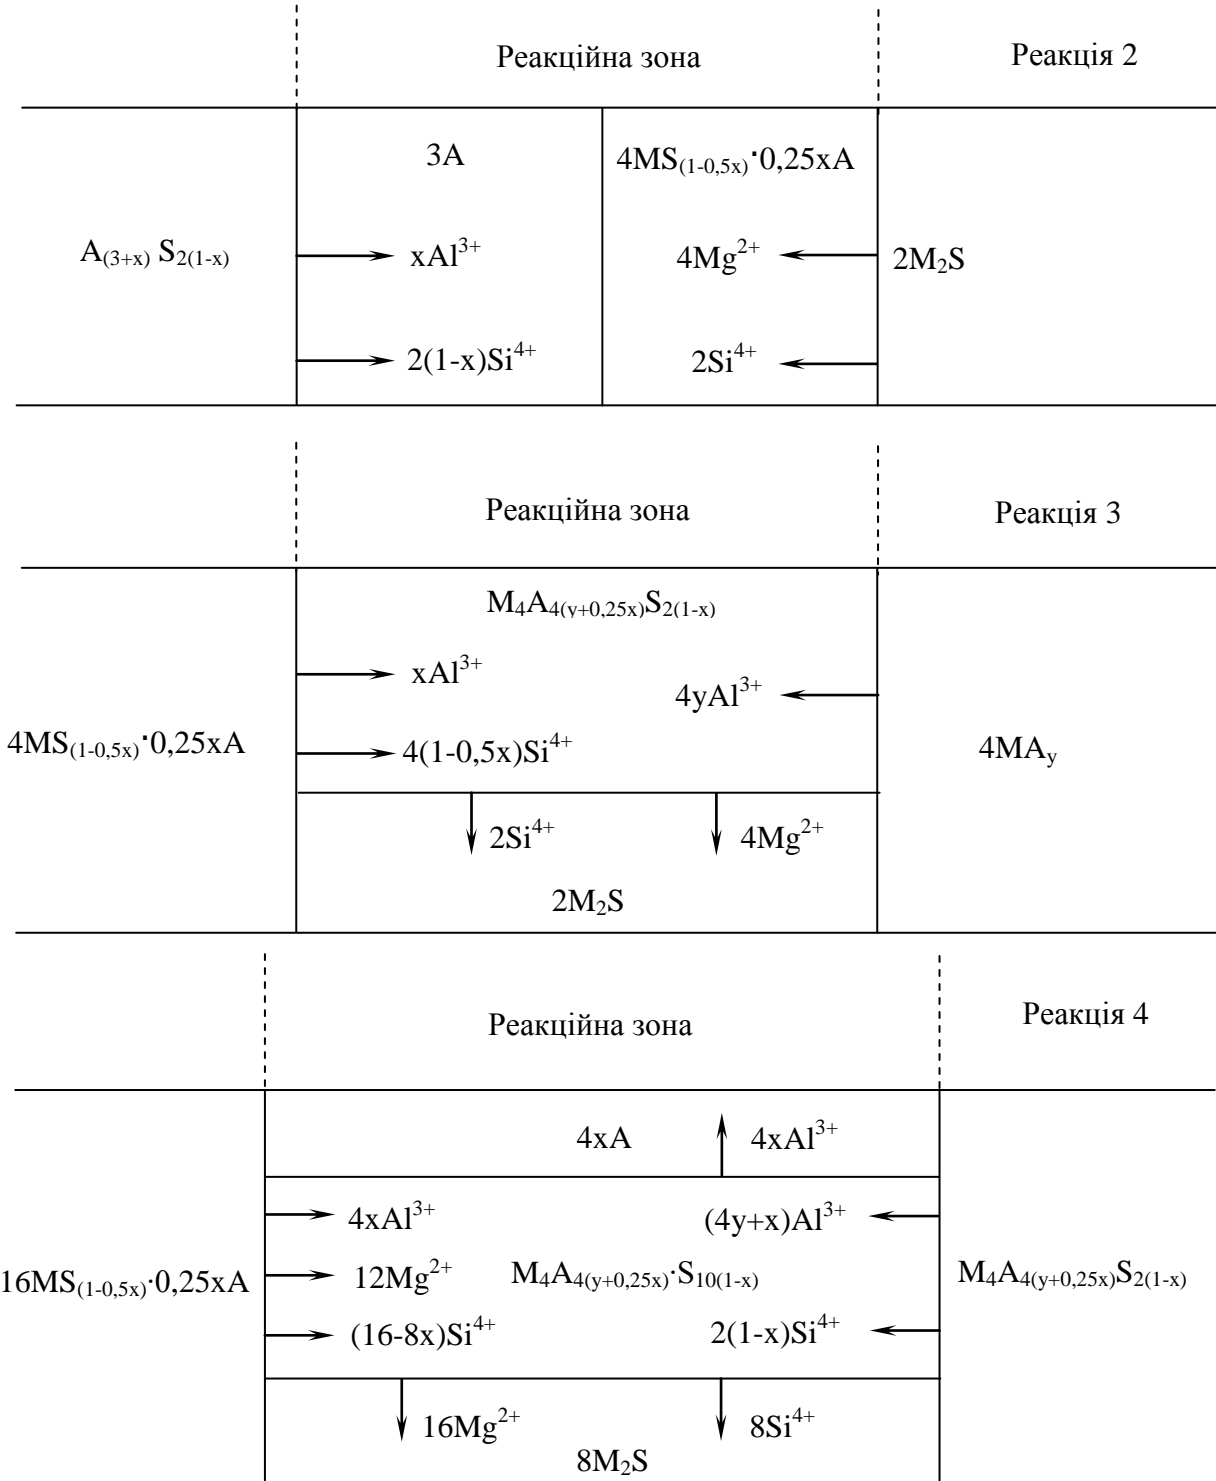 Реакційна зона
Реакція 2
3A
4MS(1-0,5x)·0,25xA
A(3+x) S2(1-x)
xAl³⁺
4Mg²⁺
2M₂S
2(1-x)Si⁴⁺
2Si⁴⁺
Реакційна зона
Реакція 3
M₄A4(y+0,25x)S2(1-x)
xAl³⁺
4yAl³⁺
4MS(1-0,5x)·0,25xA
4(1-0,5x)Si⁴⁺
4MAy
2Si⁴⁺
4Mg²⁺
2M₂S
Реакційна зона
Реакція 4
4xA
4xAl³⁺
4xAl³⁺
(4y+x)Al³⁺
16MS(1-0,5x)·0,25xA
12Mg²⁺
M₄A4(y+0,25x)·S10(1-x)
M₄A4(y+0,25x)S2(1-x)
(16-8x)Si⁴⁺
2(1-x)Si⁴⁺
16Mg²⁺
8Si⁴⁺
8M₂S